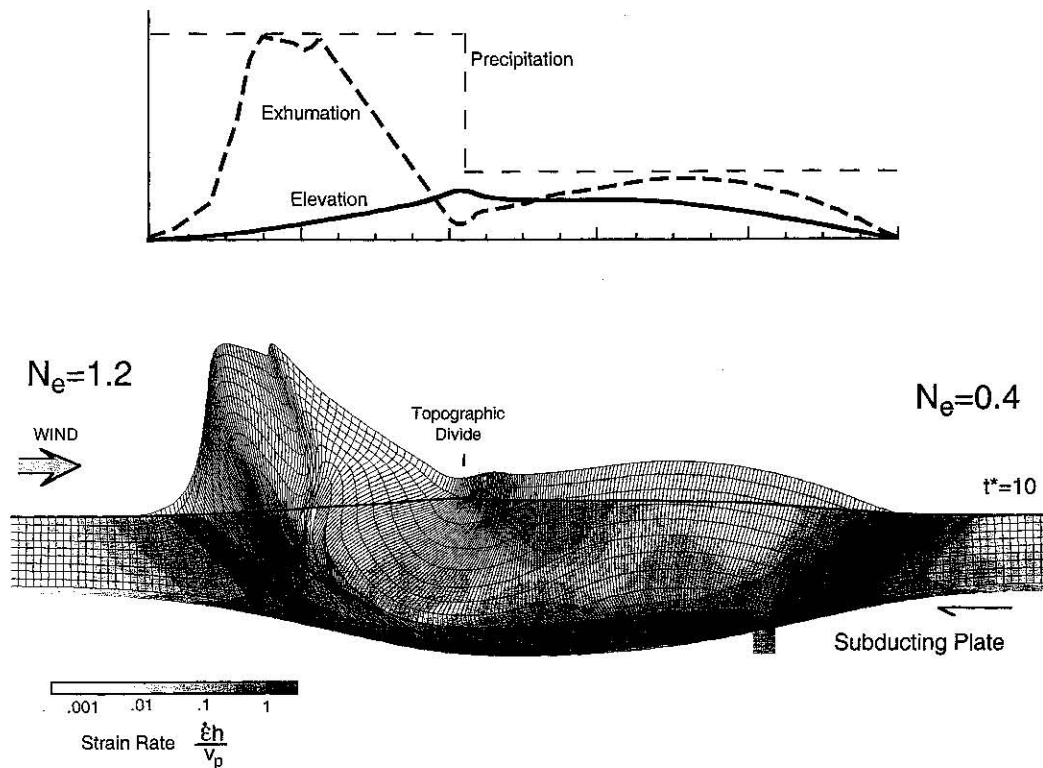 Precipitation
Exhumation
Elevation
Nₑ=1.2
WIND
Topographic
Divide
Nₑ=0.4
t*=10
Subducting Plate
.001 .01 .1 1
Strain Rate ε̇h
vₚ